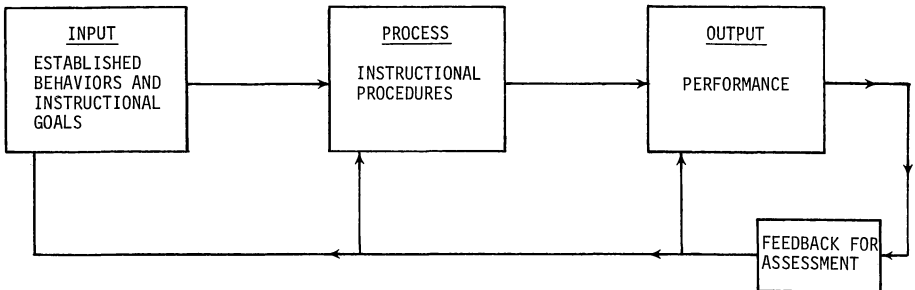 INPUT
ESTABLISHED
BEHAVIORS AND
INSTRUCTIONAL
GOALS
PROCESS
INSTRUCTIONAL
PROCEDURES
OUTPUT
PERFORMANCE
FEEDBACK FOR
ASSESSMENT